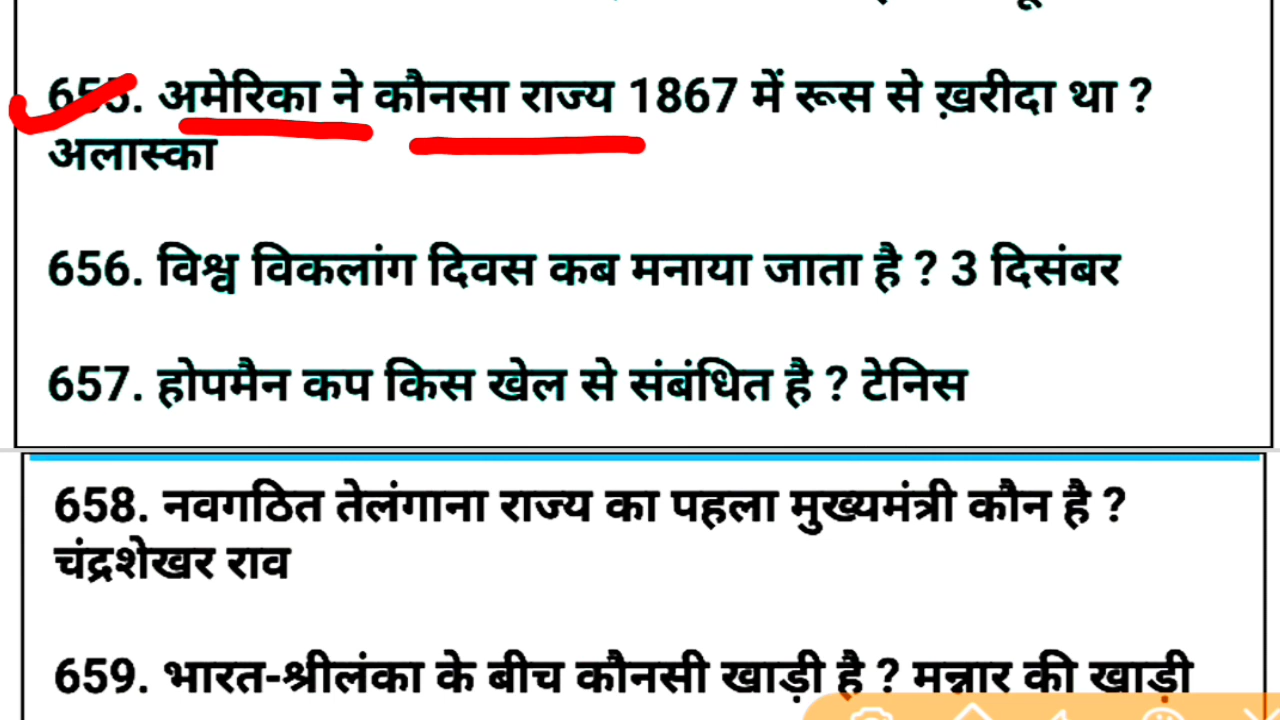 655. अमेरिका ने कौनसा राज्य 1867 में रूस से ख़रीदा था ?
अलास्का
656. विश्व विकलांग दिवस कब मनाया जाता है ? 3 दिसंबर
657. होपमैन कप किस खेल से संबंधित है ? टेनिस
658. नवगठित तेलंगाना राज्य का पहला मुख्यमंत्री कौन है ?
चंद्रशेखर राव
659. भारत-श्रीलंका के बीच कौनसी खाड़ी है ? मन्नार की खाड़ी